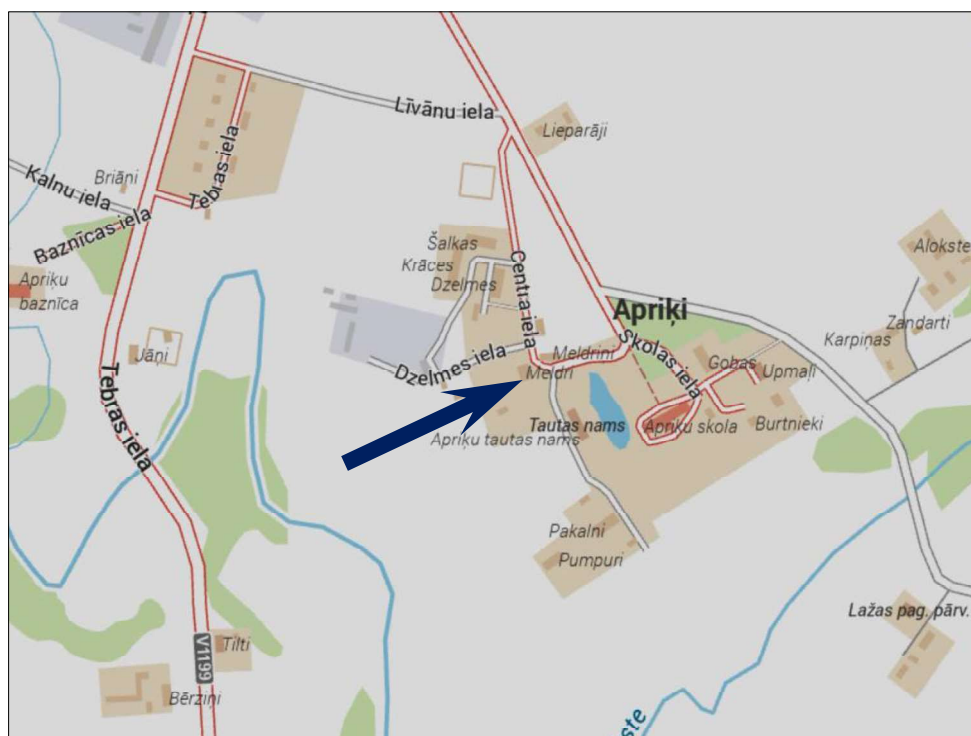 Līvānu iela
Lieparāji
Tebras iela
Briāņi
Kalnu iela
Baznīcas iela
Šalkas
Krāces
Dzelmes
Centra iela
Alokste
Apriķu
baznīca
Jāņi
Apriķi
Zandarti
Karpiņas
Skolas iela
Meldriņi
Gobas
Upmaļi
Dzelmes iela
Meldri
Tebras iela
Tautas nams
Apriķu tautas nams
Apriķu skola
Burtnieki
Pakalni
Pumpuri
Lažas pag. pārv.
V1199
Tilti
Bērziņi
ste